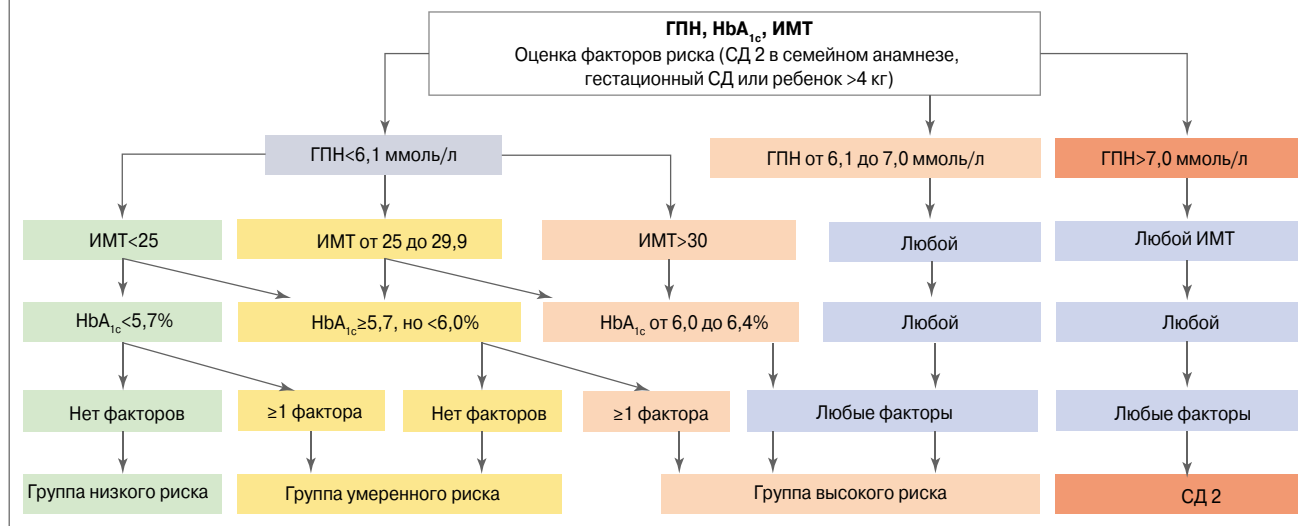 ГПН, HbA1c, ИМТ
Оценка факторов риска (СД 2 в семейном анамнезе,
гестационный СД или ребенок >4 кг)
ГПН<6,1 ммоль/л
ГПН от 6,1 до 7,0 ммоль/л
ГПН>7,0 ммоль/л
ИМТ<25
ИМТ от 25 до 29,9
ИМТ>30
Любой
Любой ИМТ
HbA1c<5,7%
HbA1c≥5,7, но <6,0%
HbA1c от 6,0 до 6,4%
Любой
Любой
Нет факторов
≥1 фактора
Нет факторов
≥1 фактора
Любые факторы
Любые факторы
Группа низкого риска
Группа умеренного риска
Группа высокого риска
СД 2